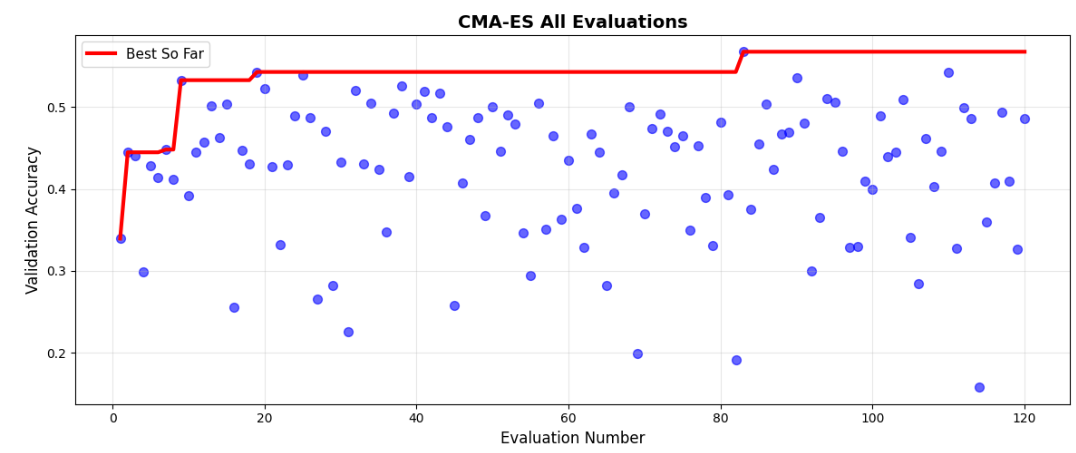 CMA-ES All Evaluations
Best So Far
Validation Accuracy
0.5
0.4
0.3
0.2
0 20 40 60 80 100 120
Evaluation Number